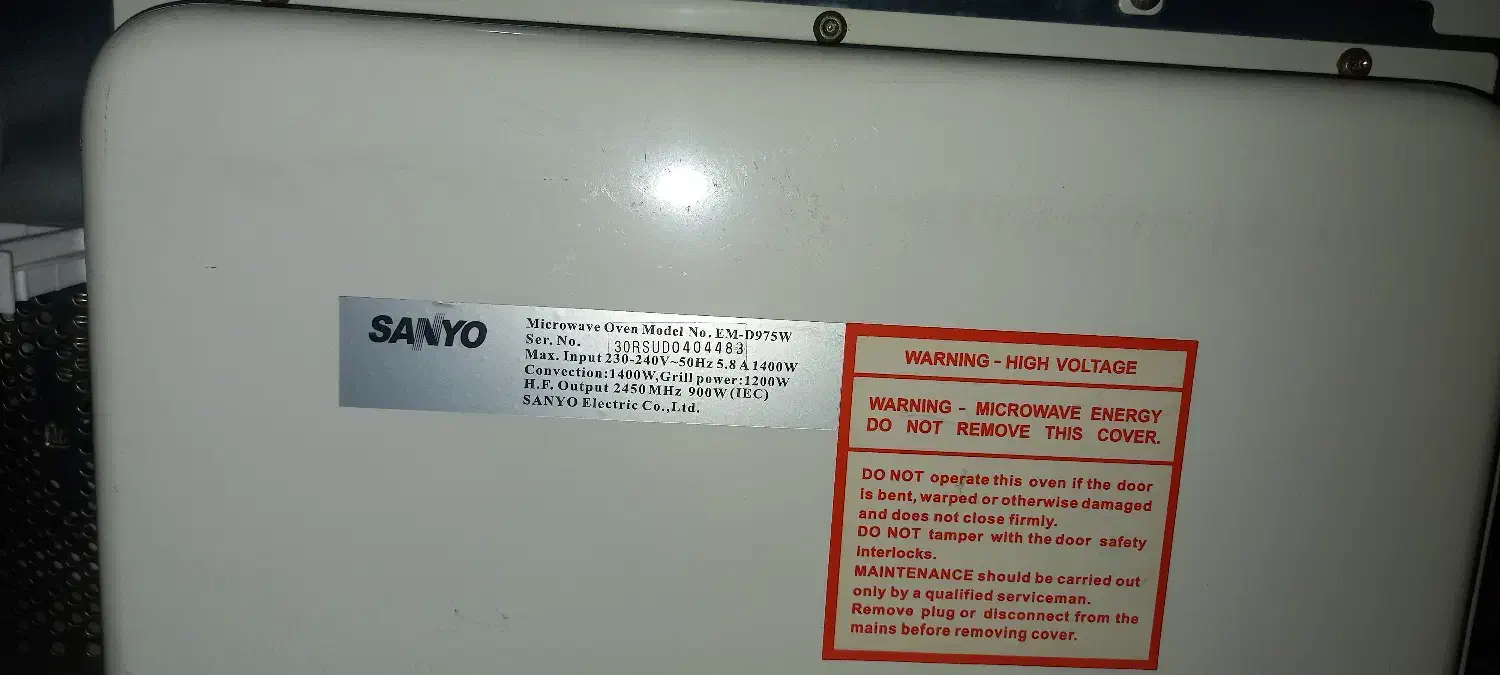 SANYO
Microwave Oven Model No. EM-D975W
Ser. No. 30RSUD0404483
Max. Input 230-240V~50Hz 5.8 A 1400W
Convection:1400W,Grill power:1200W
H.F. Output 2450 MHz 900W (IEC)
SANYO Electric Co.,Ltd.
WARNING - HIGH VOLTAGE
WARNING - MICROWAVE ENERGY
DO NOT REMOVE THIS COVER.
DO NOT operate this oven if the door
is bent, warped or otherwise damaged
and does not close firmly.
DO NOT tamper with the door safety
interlocks.
MAINTENANCE should be carried out
only by a qualified serviceman.
Remove plug or disconnect from the
mains before removing cover.